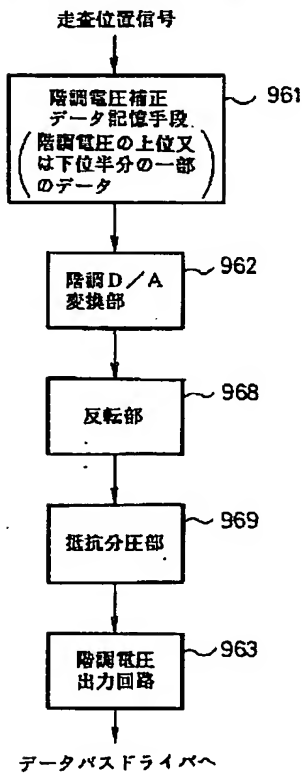 走査位置信号
階調電圧補正
データ記憶手段
階調電圧の上位又
は下位半分の一部
のデータ
961
階調D/A
変換部
962
反転部
968
抵抗分圧部
969
階調電圧
出力回路
963
データバスドライバへ